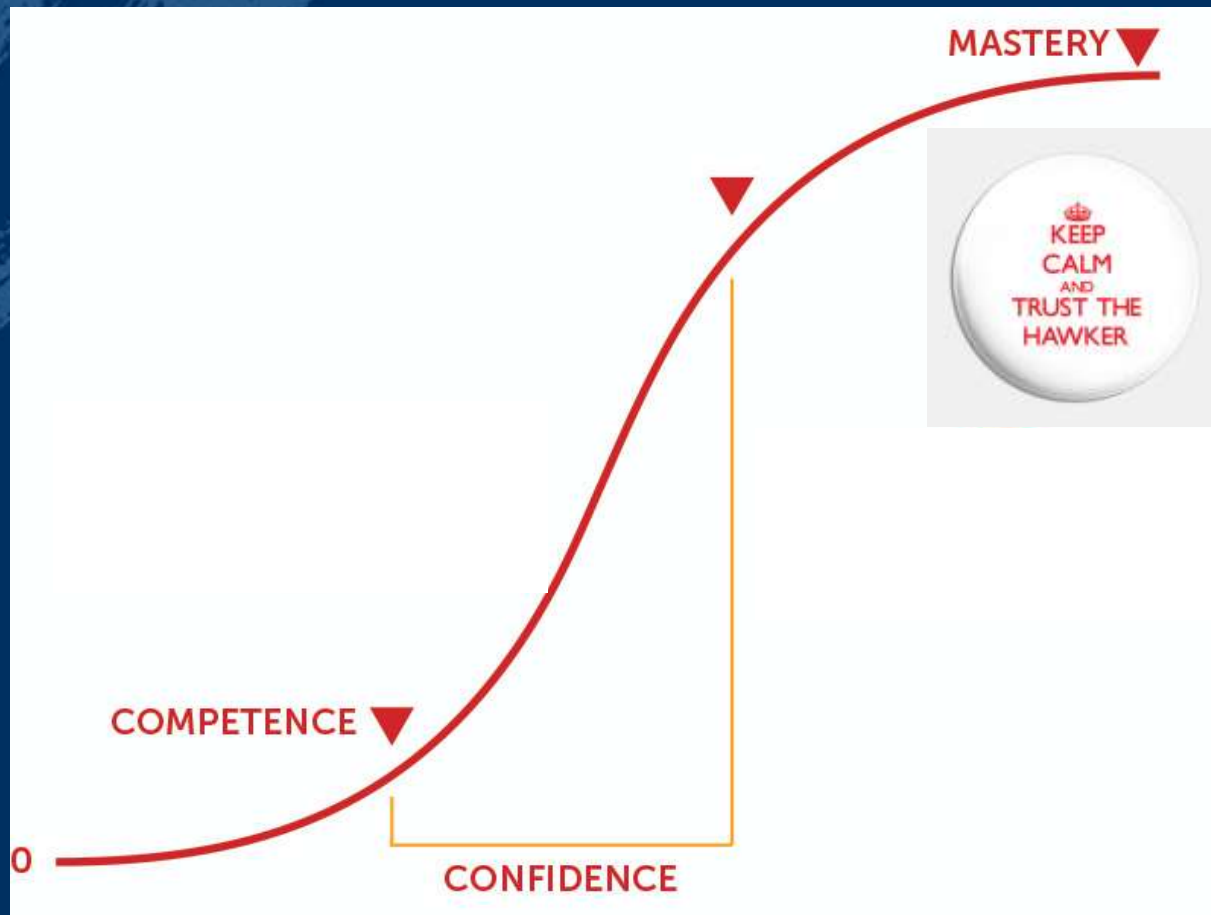 MASTERY
KEEP
CALM
AND
TRUST THE
HAWKER
COMPETENCE
0
CONFIDENCE